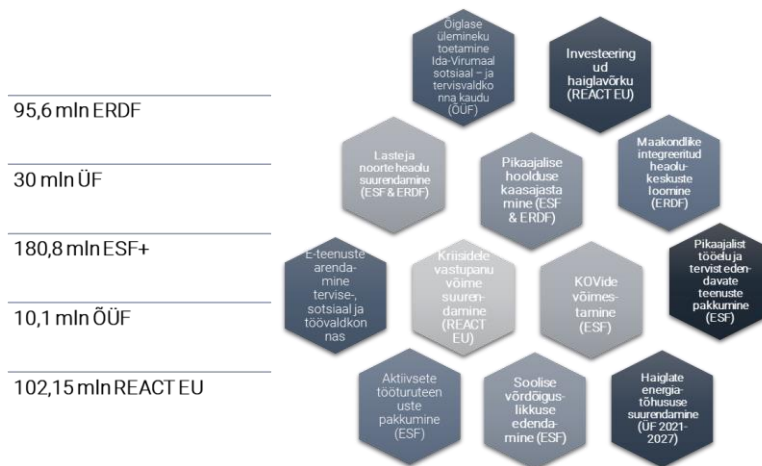 95,6 mln ERDF
30 mln ÜF
180,8 mln ESF+
10,1 mln ÕÜF
102,15 mln REACT EU
Õiglase
ülemineku
toetamine
Ida-Virumaal
sotsiaal – ja
tervisvaldko
nna kaudu
(ÕÜF)
Investeering
ud
haiglavõrku
(REACT EU)
Laste ja
noorte heaolu
suurendamine
(ESF & ERDF)
Pikaajalise
hoolduse
kaasajasta
mine (ESF
& ERDF)
Maakondlike
integreeritud
heaolu-
keskuste
loomine
(ERDF)
E-teenuste
arenda-
mine
tervise-,
sotsiaal ja
töövaldkon
nas
Kriisidele
vastupanu
võime
suuren-
damine
(REACT
EU)
KOVide
võimes-
tamine
(ESF)
Pikaajalist
tööelu ja
tervist eden-
davate
teenuste
pakkumine
(ESF)
Aktiivsete
tööturuteen
uste
pakkumine
(ESF)
Soolise
võrdõigus-
likkuse
edenda-
mine (ESF)
Haiglate
energia-
tõhususe
suurendamine
(ÜF 2021-
2027)